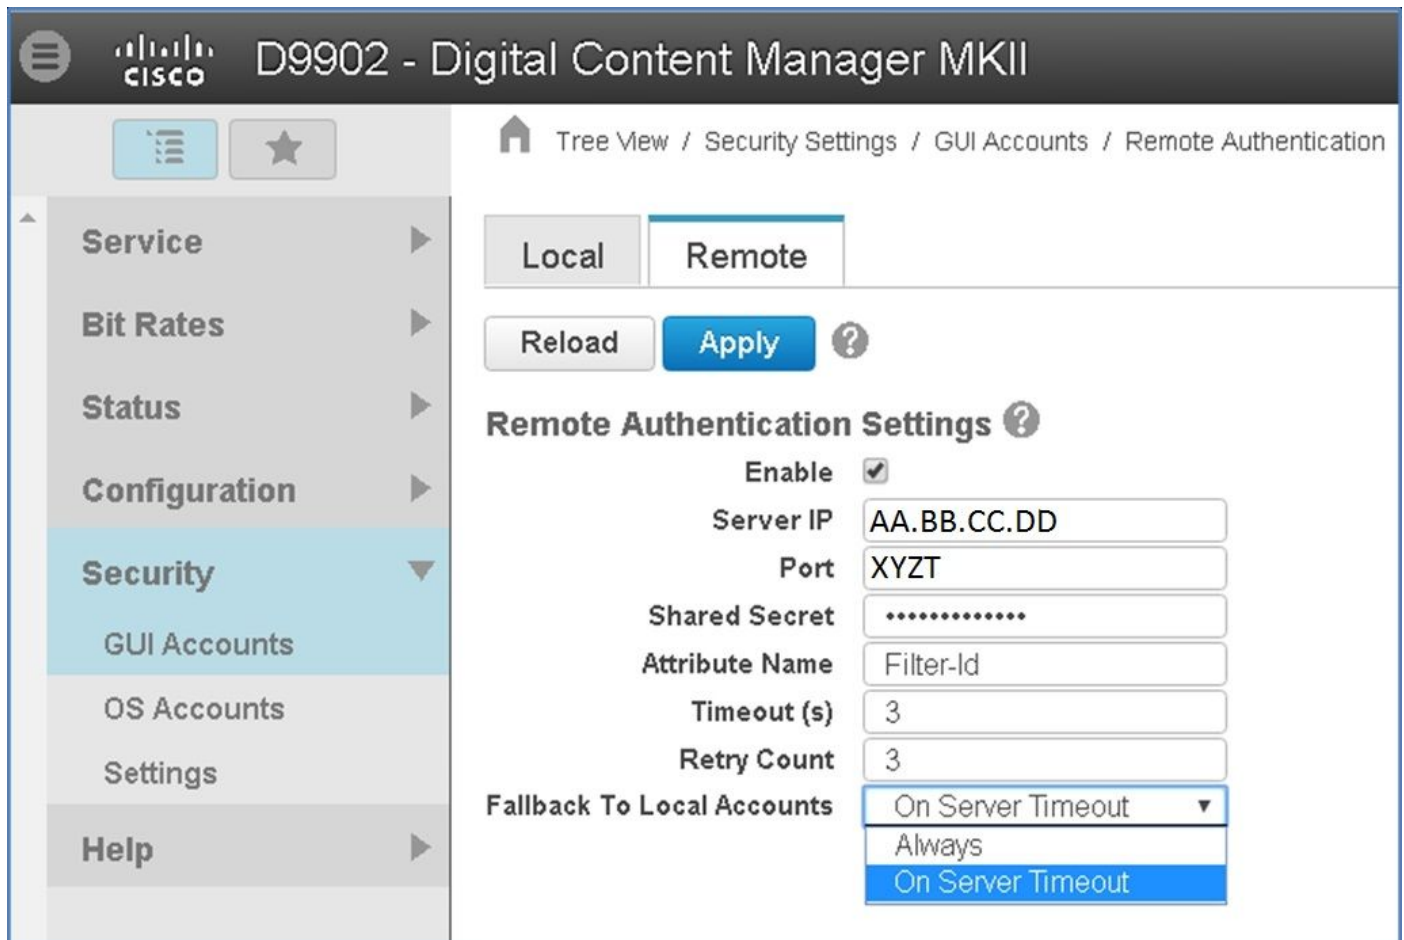 CISCO D9902 - Digital Content Manager MKII
Tree View / Security Settings / GUI Accounts / Remote Authentication
Service
Bit Rates
Status
Configuration
Security
GUI Accounts
OS Accounts
Settings
Help
Local Remote
Reload Apply ?
Remote Authentication Settings ?
Enable
Server IP AA.BB.CC.DD
Port XYZT
Shared Secret •••••••••••••
Attribute Name Filter-Id
Timeout (s) 3
Retry Count 3
Fallback To Local Accounts On Server Timeout
Always
On Server Timeout